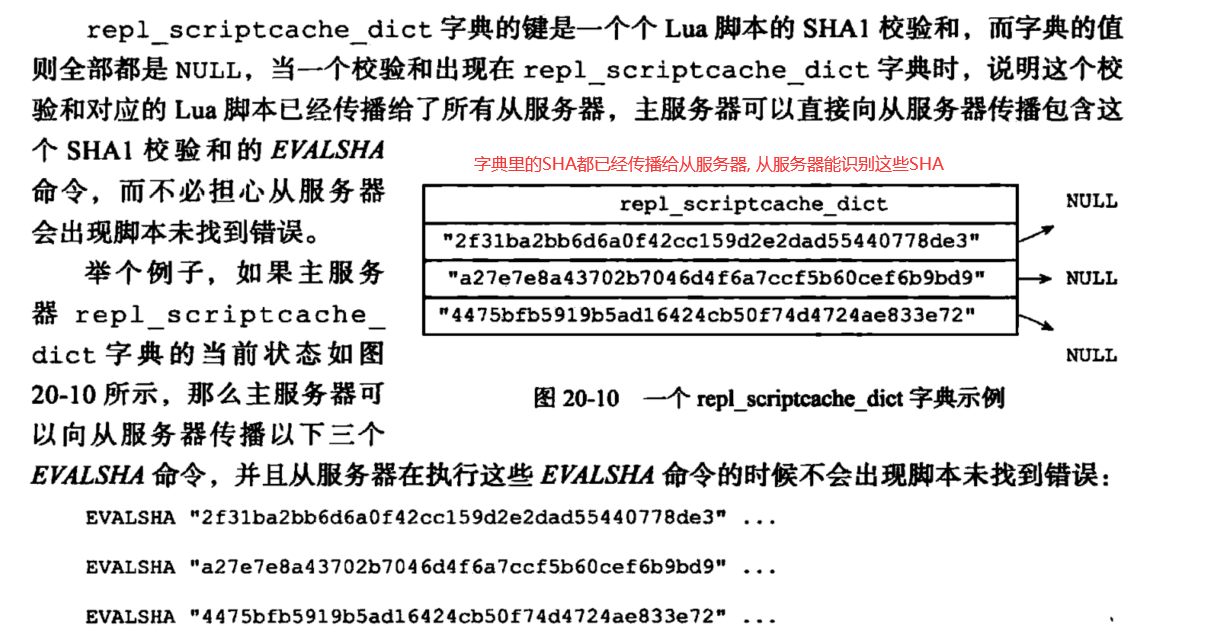 repl_scriptcache_dict 字典的键是一个个 Lua 脚本的 SHA1 校验和，而字典的值
则全部都是 NULL，当一个校验和出现在 repl_scriptcache_dict 字典时，说明这个校
验和对应的 Lua 脚本已经传播给了所有从服务器，主服务器可以直接向从服务器传播包含这
个 SHA1 校验和的 EVALSHA
命令，而不必担心从服务器
会出现脚本未找到错误。
举个例子，如果主服务
器 repl_scriptcache_
dict 字典的当前状态如图
20-10 所示，那么主服务器可
以向从服务器传播以下三个
字典里的SHA都已经传播给从服务器, 从服务器能识别这些SHA
repl_scriptcache_dict
"2f31ba2bb6d6a0f42cc159d2e2dad55440778de3"
"a27e7e8a43702b7046d4f6a7ccf5b60cef6b9bd9"
"4475bfb5919b5ad16424cb50f74d4724ae833e72"
NULL
NULL
NULL
图 20-10 一个 repl_scriptcache_dict 字典示例
EVALSHA 命令，并且从服务器在执行这些 EVALSHA 命令的时候不会出现脚本未找到错误：
EVALSHA "2f31ba2bb6d6a0f42cc159d2e2dad55440778de3" ...
EVALSHA "a27e7e8a43702b7046d4f6a7ccf5b60cef6b9bd9" ...
EVALSHA "4475bfb5919b5ad16424cb50f74d4724ae833e72" ...